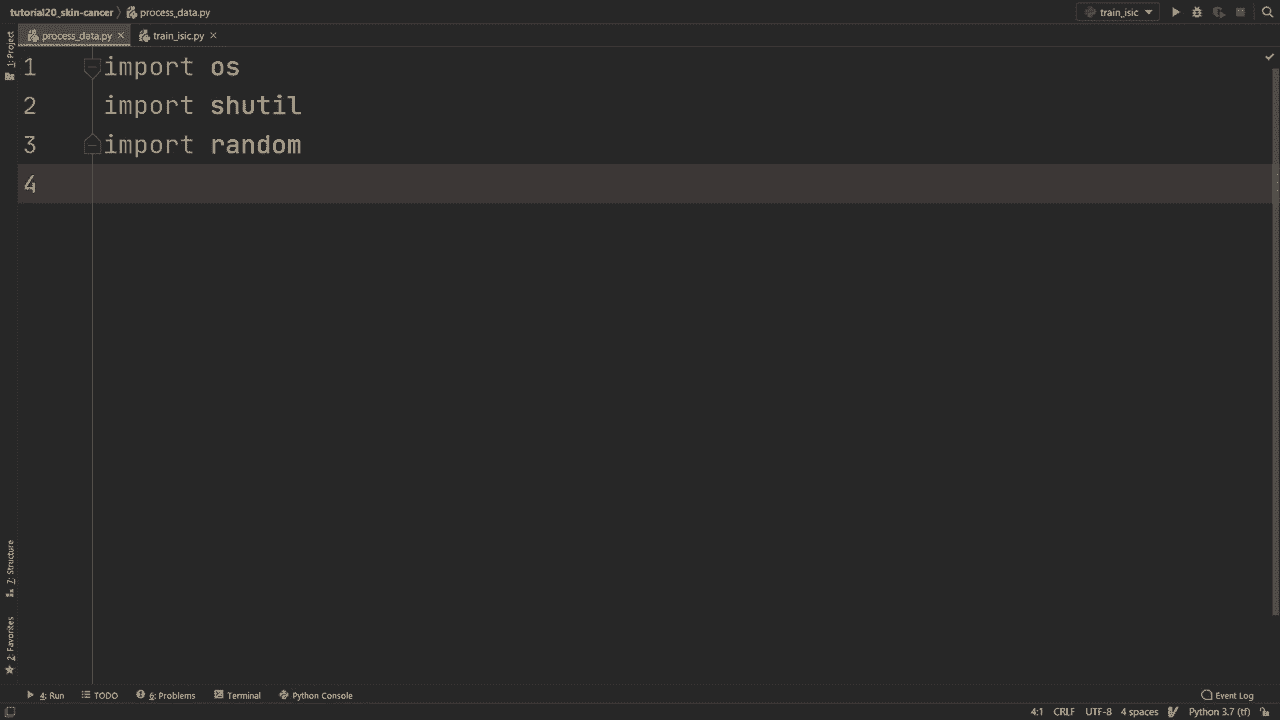 tutorial20_skin-cancer process_data.py train_isic
process_data.py train_isic.py
1: Project
1 import os
2 import shutil
3 import random
4
7: Structure
2: Favorites
4: Run TODO 6: Problems Terminal Python Console Event Log
4:1 CRLF UTF-8 4 spaces Python 3.7 (tf)